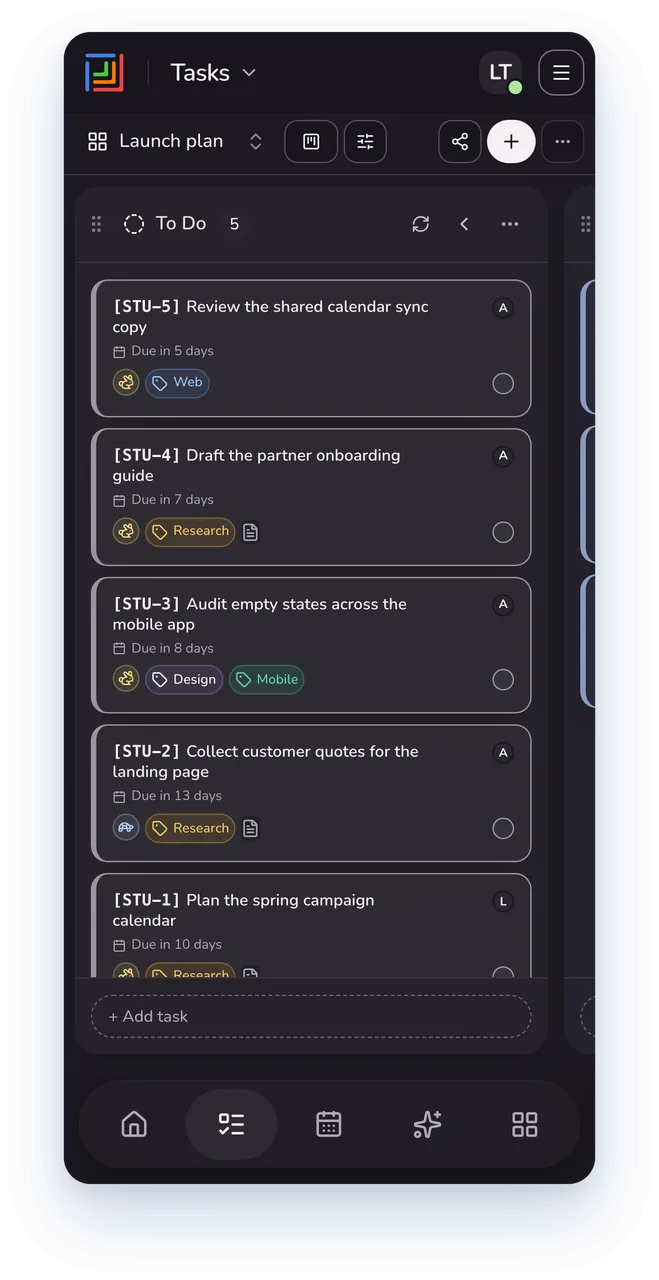 Tasks
LT
Launch plan
To Do 5
[STU-5] Review the shared calendar sync
copy
A
Due in 5 days
Web
[STU-4] Draft the partner onboarding
guide
A
Due in 7 days
Research
[STU-3] Audit empty states across the
mobile app
A
Due in 8 days
Design Mobile
[STU-2] Collect customer quotes for the
landing page
A
Due in 13 days
Research
[STU-1] Plan the spring campaign
calendar
L
Due in 10 days
Research
+ Add task